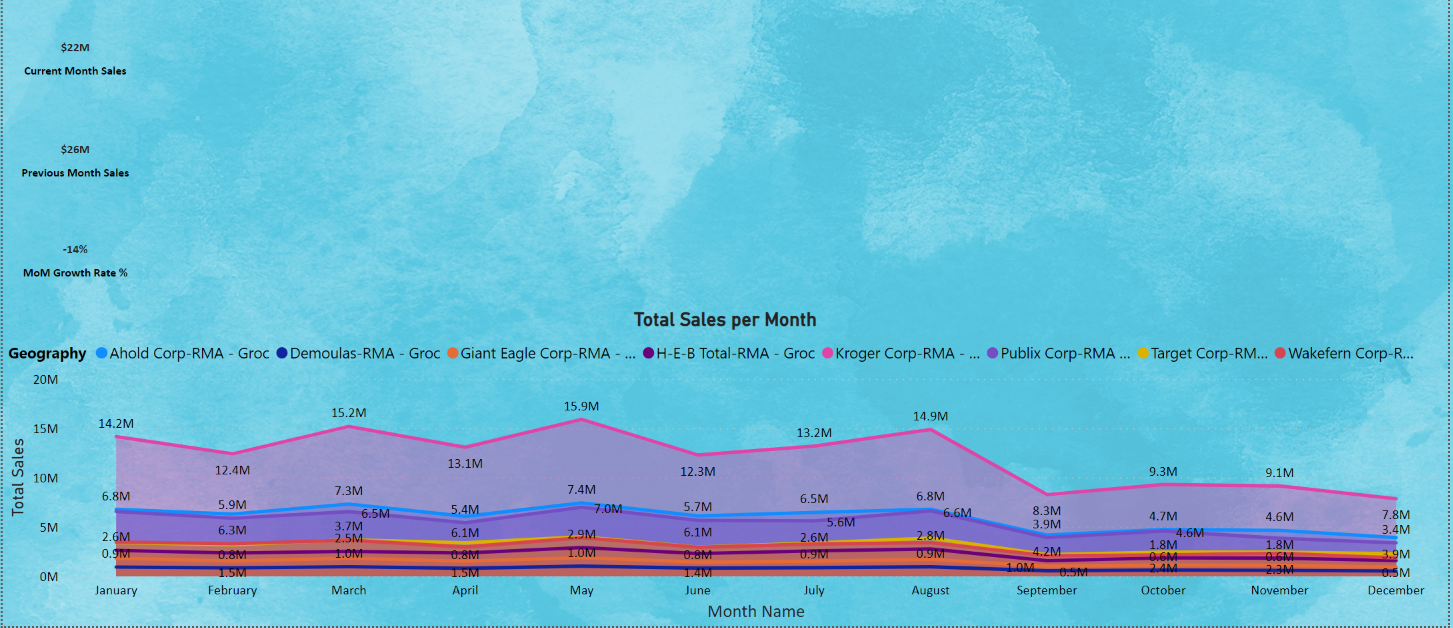 $22M
Current Month Sales
$26M
Previous Month Sales
-14%
MoM Growth Rate %
Total Sales per Month
Geography Ahold Corp-RMA - Groc Demoulas-RMA - Groc Giant Eagle Corp-RMA - ... H-E-B Total-RMA - Groc Kroger Corp-RMA - ... Publix Corp-RMA ... Target Corp-RM... Wakefern Corp-R...
Total Sales
20M
15M
10M
5M
0M
14.2M 12.4M 15.2M 13.1M 15.9M 12.3M 13.2M 14.9M 8.3M 9.3M 9.1M 7.8M
6.8M 5.9M 7.3M 5.4M 7.4M 5.7M 6.5M 6.8M 3.9M 4.7M 4.6M 3.4M
6.3M 6.5M 6.1M 7.0M 6.1M 5.6M 6.6M 4.2M 4.6M 3.9M
2.6M 3.7M 2.5M 2.9M 2.6M 2.8M 1.8M 1.8M
0.9M 0.8M 1.0M 0.8M 1.0M 0.8M 0.9M 0.9M 1.0M 0.6M 0.6M
1.5M 1.5M 1.4M 0.5M 2.4M 2.3M 0.5M
January February March April May June July August September October November December
Month Name